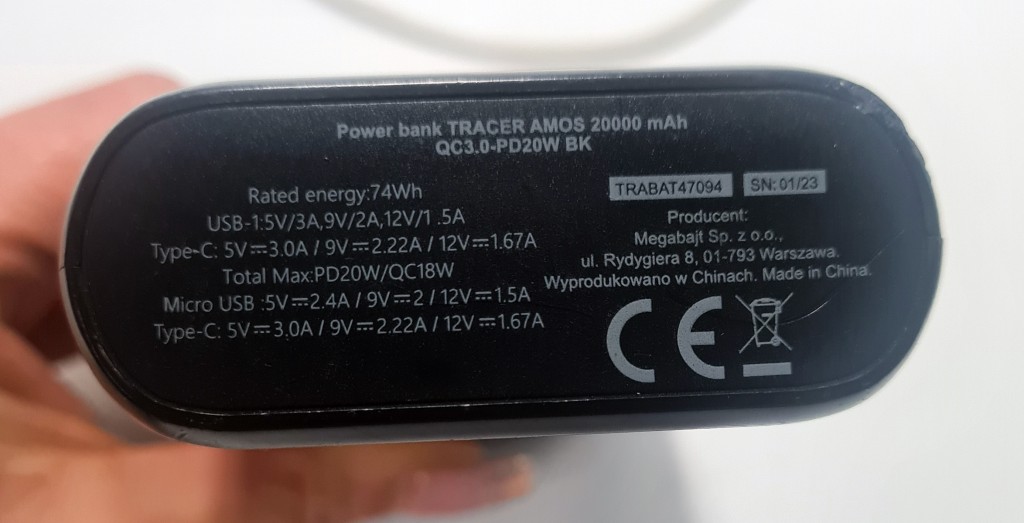 Power bank TRACER AMOS 20000 mAh
QC3.0-PD20W BK
Rated energy:74Wh
USB-1:5V/3A,9V/2A,12V/1 .5A
Type-C: 5V⎓3.0A / 9V⎓2.22A / 12V⎓1.67A
Total Max:PD20W/QC18W
Micro USB :5V⎓2.4A / 9V⎓2 / 12V⎓1.5A
Type-C: 5V⎓3.0A / 9V⎓2.22A / 12V⎓1.67A
TRABAT47094 SN: 01/23
Producent:
Megabajt Sp. z o.o.,
ul. Rydygiera 8, 01-793 Warszawa.
Wyprodukowano w Chinach. Made in China.
CE